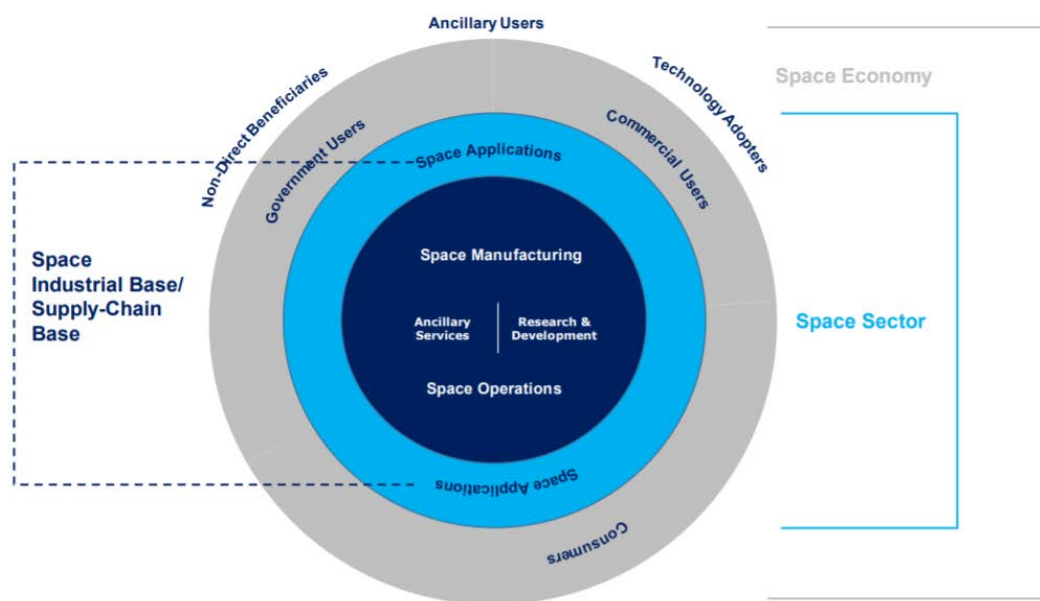 Ancillary Users
Non-Direct Beneficiaries
Government Users
Technology Adopters
Commercial Users
Space Economy
Space Applications
Space Manufacturing
Ancillary
Services
Research &
Development
Space Operations
Space
Industrial Base/
Supply-Chain
Base
Space Sector
Space Applications
Consumers